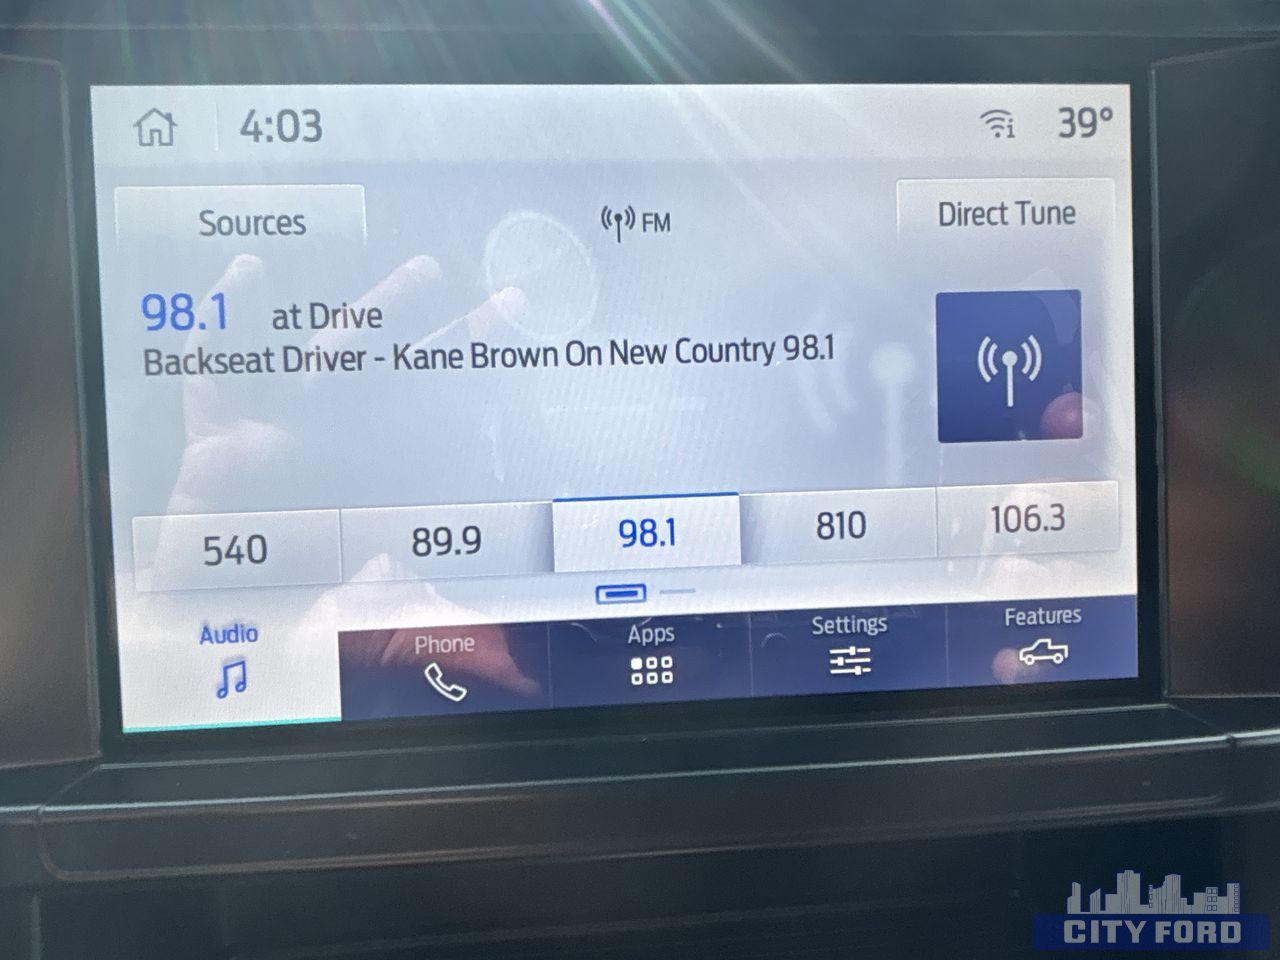 4:03
39°
Sources
FM
Direct Tune
98.1 at Drive
Backseat Driver - Kane Brown On New Country 98.1
540
89.9
98.1
810
106.3
Audio
Phone
Apps
Settings
Features
CITY FORD